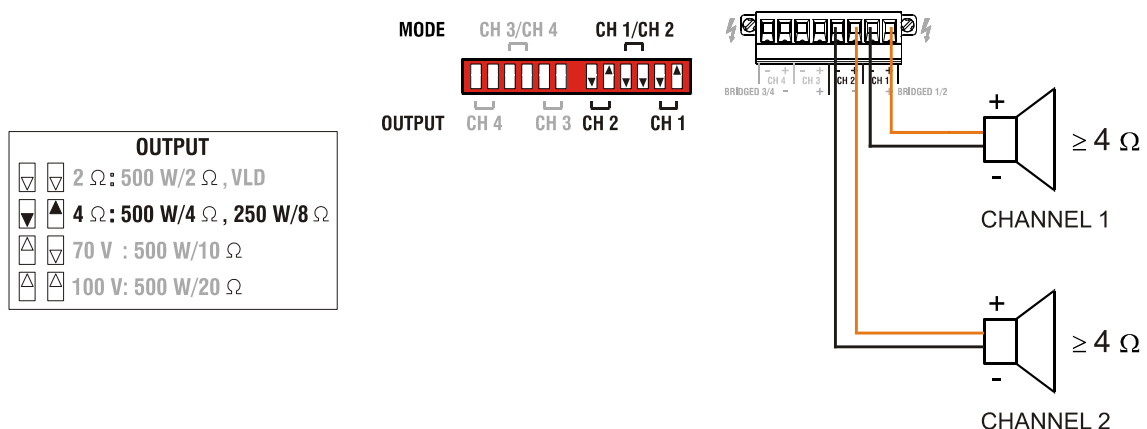 MODE CH 3/CH 4 CH 1/CH 2
OUTPUT CH 4 CH 3 CH 2 CH 1
- + - + - + - +
CH 4 CH 3 CH 2 CH 1
BRIDGED 3/4 - + - + BRIDGED 1/2
OUTPUT
2 Ω: 500 W/2 Ω, VLD
4 Ω: 500 W/4 Ω, 250 W/8 Ω
70 V : 500 W/10 Ω
100 V: 500 W/20 Ω
+
≥ 4 Ω
-
CHANNEL 1
+
≥ 4 Ω
-
CHANNEL 2